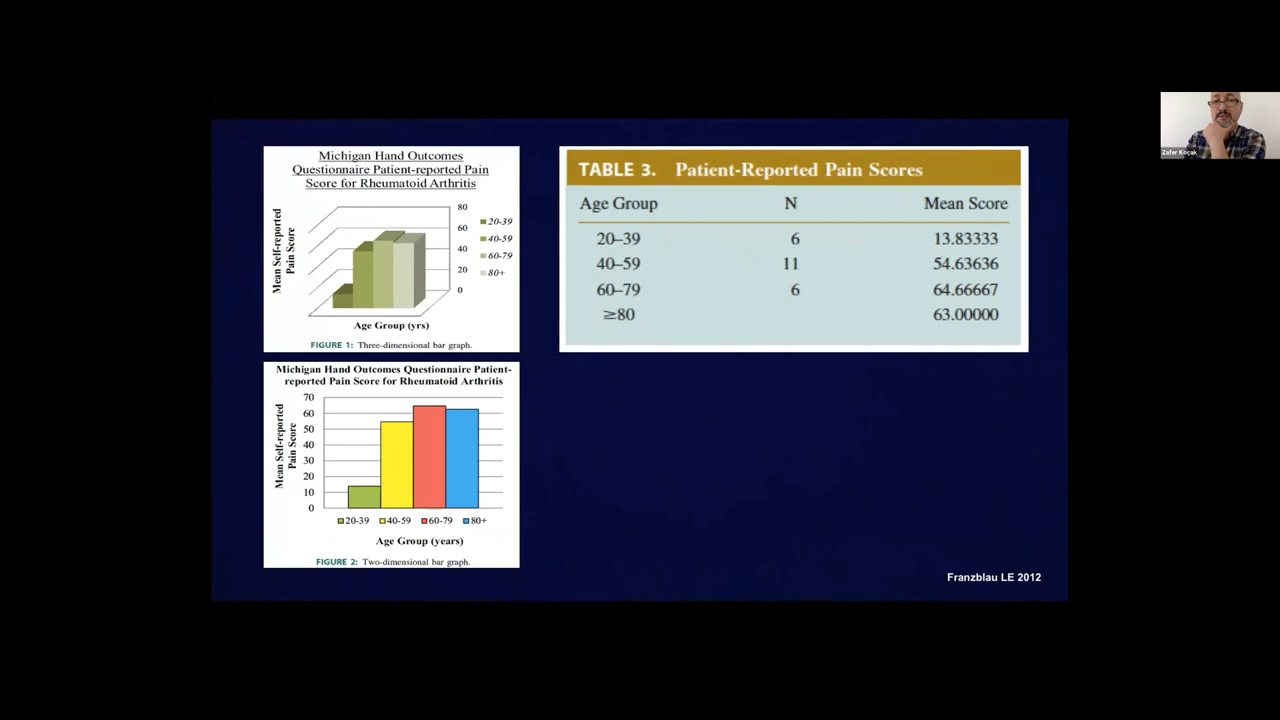 Michigan Hand Outcomes
Questionnaire Patient-reported Pain
Score for Rheumatoid Arthritis
Mean Self-reported
Pain Score
80
60
40
20
0
20-39
40-59
60-79
80+
Age Group (yrs)
FIGURE 1: Three-dimensional bar graph.
Michigan Hand Outcomes Questionnaire Patient-
reported Pain Score for Rheumatoid Arthritis
Mean Self-reported
Pain Score
70
60
50
40
30
20
10
0
20-39 40-59 60-79 80+
Age Group (years)
FIGURE 2: Two-dimensional bar graph.
TABLE 3. Patient-Reported Pain Scores
Age Group N Mean Score
20–39 6 13.83333
40–59 11 54.63636
60–79 6 64.66667
≥80 63.00000
Franzblau LE 2012
Zafer Koçak